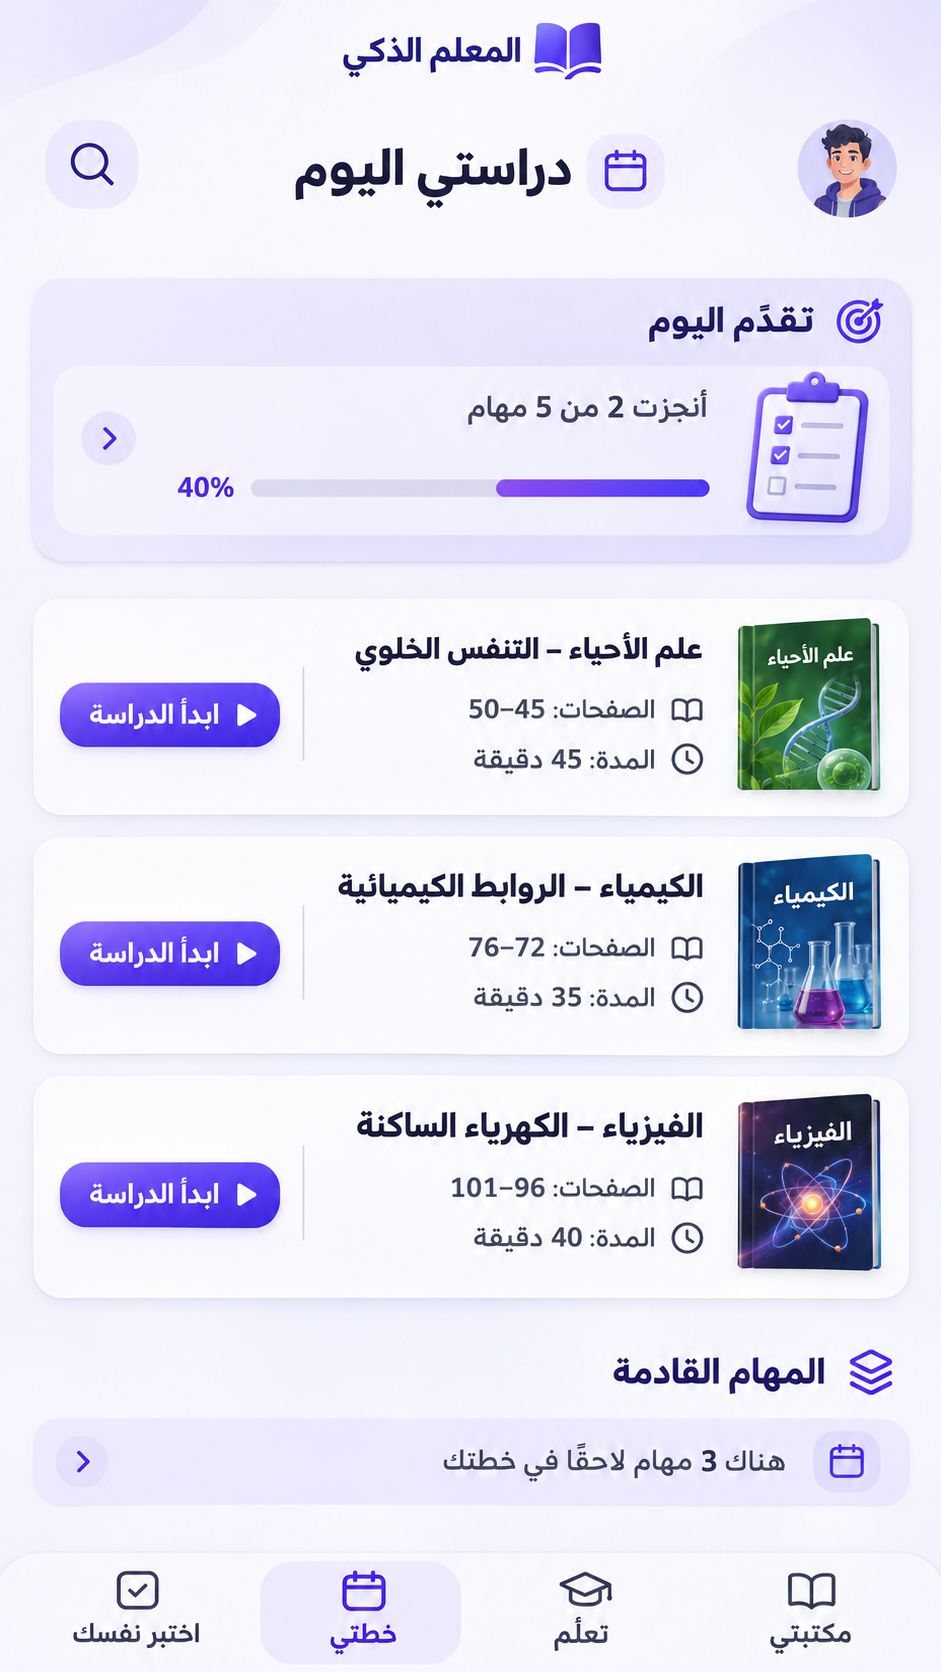 المعلم الذكي
دراستي اليوم
تقدًم اليوم
أنجزت 2 من 5 مهام
40%
علم الأحياء
علم الأحياء – التنفس الخلوي
الصفحات: 45–50
المدة: 45 دقيقة
ابدأ الدراسة
الكيمياء
الكيمياء – الروابط الكيميائية
الصفحات: 72–76
المدة: 35 دقيقة
ابدأ الدراسة
الفيزياء
الفيزياء – الكهرباء الساكنة
الصفحات: 96–101
المدة: 40 دقيقة
ابدأ الدراسة
المهام القادمة
هناك 3 مهام لاحقًا في خطتك
مكتبتي
تعلّم
خطتي
اختبر نفسك